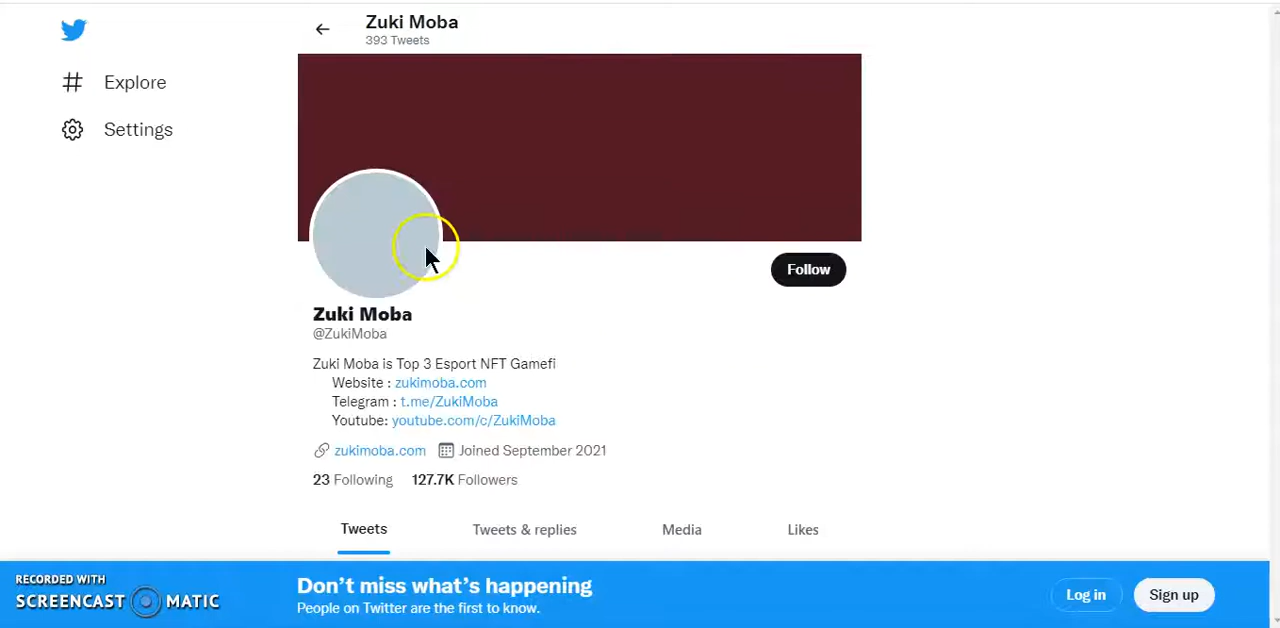 Zuki Moba
393 Tweets
Explore
Settings
Follow
Zuki Moba
@ZukiMoba
Zuki Moba is Top 3 Esport NFT Gamefi
Website : zukimoba.com
Telegram : t.me/ZukiMoba
Youtube: youtube.com/c/ZukiMoba
zukimoba.com Joined September 2021
23 Following 127.7K Followers
Tweets Tweets & replies Media Likes
RECORDED WITH
SCREENCAST MATIC
Don't miss what's happening
People on Twitter are the first to know.
Log in Sign up